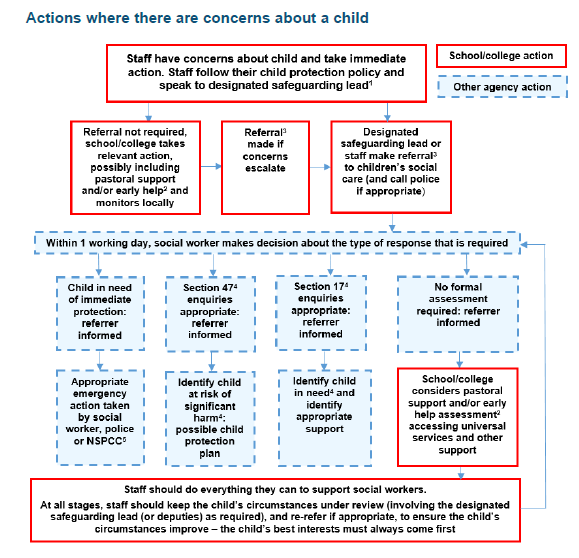 Actions where there are concerns about a child
Staff have concerns about child and take immediate
action. Staff follow their child protection policy and
speak to designated safeguarding lead¹
School/college action
Other agency action
Referral not required,
school/college takes
relevant action,
possibly including
pastoral support
and/or early help² and
monitors locally
Referral³
made if
concerns
escalate
Designated
safeguarding lead or
staff make referral³
to children's social
care (and call police
if appropriate)
Within 1 working day, social worker makes decision about the type of response that is required
Child in need
of immediate
protection:
referrer
informed
Section 47⁴
enquiries
appropriate:
referrer
informed
Section 17⁴
enquiries
appropriate:
referrer
informed
No formal
assessment
required: referrer
informed
Appropriate
emergency
action taken
by social
worker, police
or NSPCC⁵
Identify child
at risk of
significant
harm⁴:
possible child
protection
plan
Identify child
in need⁴ and
identify
appropriate
support
School/college
considers pastoral
support and/or early
help assessment²
accessing universal
services and other
support
Staff should do everything they can to support social workers.
At all stages, staff should keep the child's circumstances under review (involving the designated
safeguarding lead (or deputies) as required), and re-refer if appropriate, to ensure the child's
circumstances improve – the child's best interests must always come first